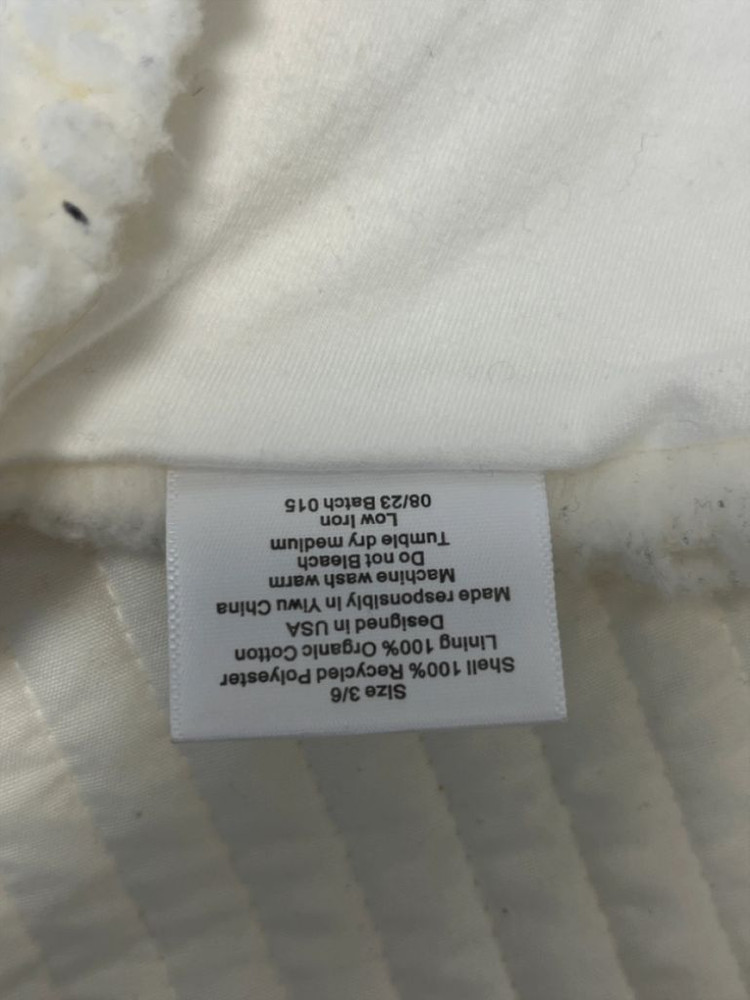 Size 3/6
Shell 100% Recycled Polyester
Lining 100% Organic Cotton
Designed in USA
Made responsibly in Yiwu China
Machine wash warm
Do not Bleach
Tumble dry medium
Low Iron
08/23 Batch 015